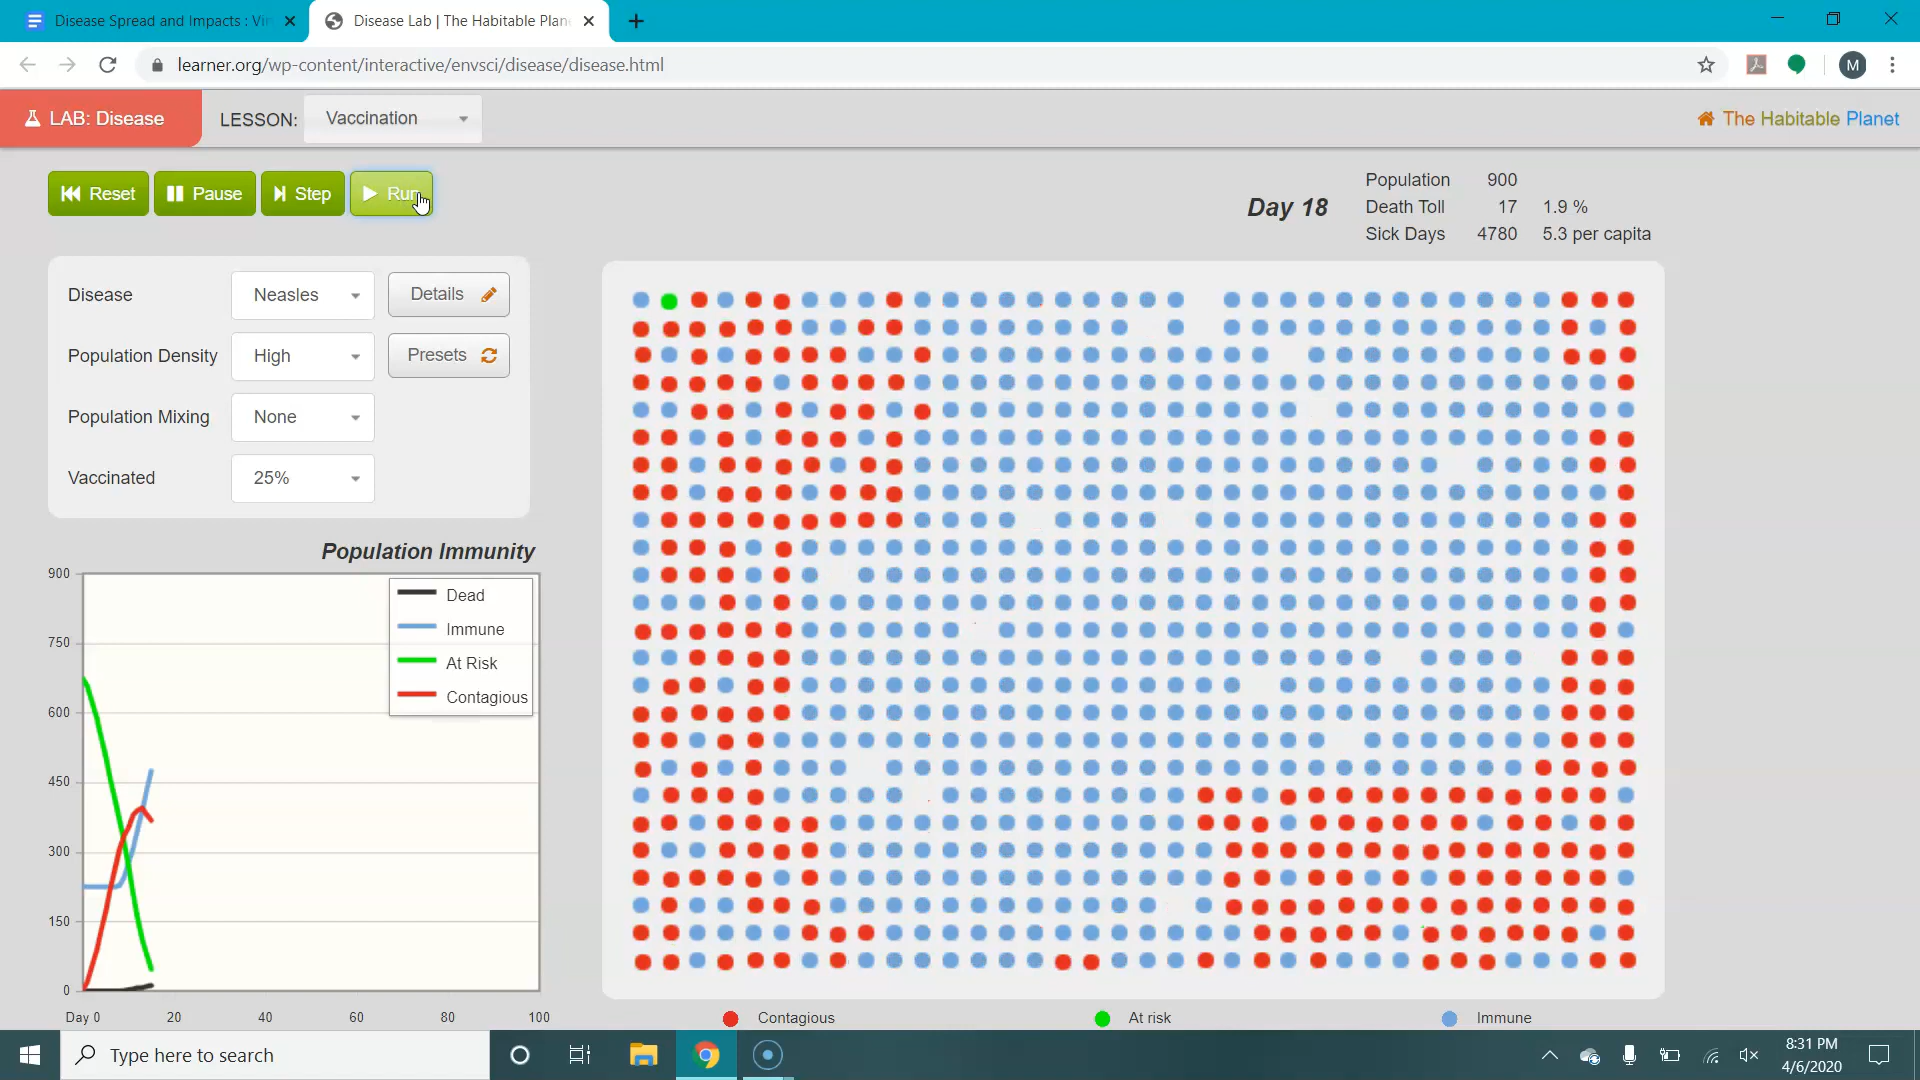 Disease Spread and Impacts : Vir
Disease Lab | The Habitable Plan
learner.org/wp-content/interactive/envsci/disease/disease.html
M
LAB: Disease
LESSON:
Vaccination
The Habitable Planet
Reset
Pause
Step
Run
Day 18
Population 900
Death Toll 17 1.9 %
Sick Days 4780 5.3 per capita
Disease
Neasles
Details
Population Density
High
Presets
Population Mixing
None
Vaccinated
25%
Population Immunity
900
750
600
450
300
150
0
Dead
Immune
At Risk
Contagious
Day 0 20 40 60 80 100
Contagious
At risk
Immune
Type here to search
8:31 PM
4/6/2020